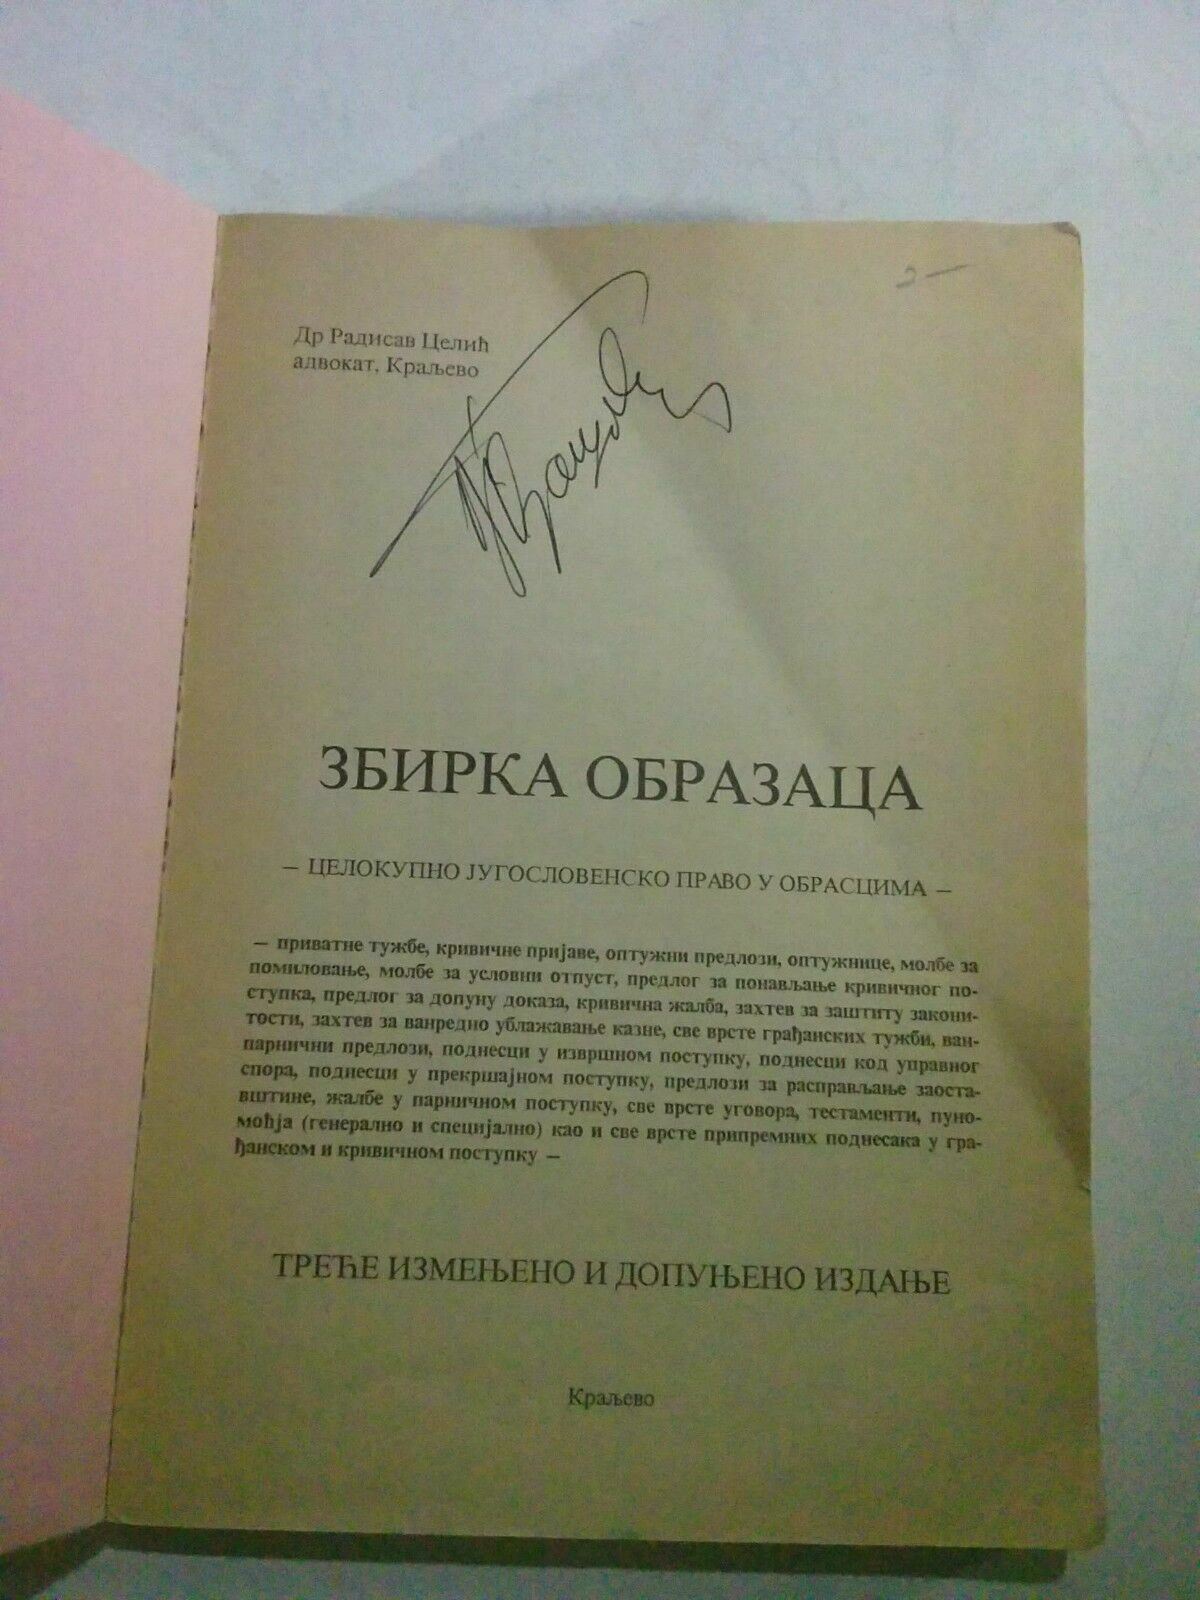 Др Радисав Целић
адвокат, Краљево
ЗБИРКА ОБРАЗАЦА
– ЦЕЛОКУПНО ЈУГОСЛОВЕНСКО ПРАВО У ОБРАСЦИМА –
– приватне тужбе, кривичне пријаве, оптужни предлози, оптужнице, молбе за
помиловање, молбе за условни отпуст, предлог за понављање кривичног по-
ступка, предлог за допуну доказа, кривична жалба, захтев за заштиту закони-
тости, захтев за ванредно ублажавање казне, све врсте грађанских тужби, ван-
парнични предлози, поднесци у извршном поступку, поднесци код управног
спора, поднесци у прекршајном поступку, предлози за расправљање заоста-
вштине, жалбе у парничном поступку, све врсте уговора, тестаменти, пуно-
моћја (генерално и специјално) као и све врсте припремних поднесака у гра-
ђанском и кривичном поступку –
ТРЕЋЕ ИЗМЕЊЕНО И ДОПУЊЕНО ИЗДАЊЕ
Краљево